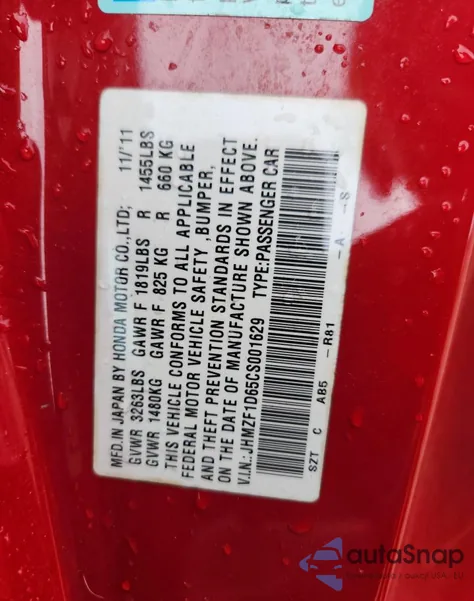 MFD.IN JAPAN BY HONDA MOTOR CO.,LTD; 11/'11
GVWR 3263LBS GAWR F 1819LBS R 1455LBS
GVWR 1480KG GAWR F 825 KG R 660 KG
THIS VEHICLE CONFORMS TO ALL APPLICABLE
FEDERAL MOTOR VEHICLE SAFETY ,BUMPER,
AND THEFT PREVENTION STANDARDS IN EFFECT
ON THE DATE OF MANUFACTURE SHOWN ABOVE.
V.I.N.:JHMZF1D65CS001629 TYPE:PASSENGER CAR
SZT C AB5 -R81 -A -S
autoSnap